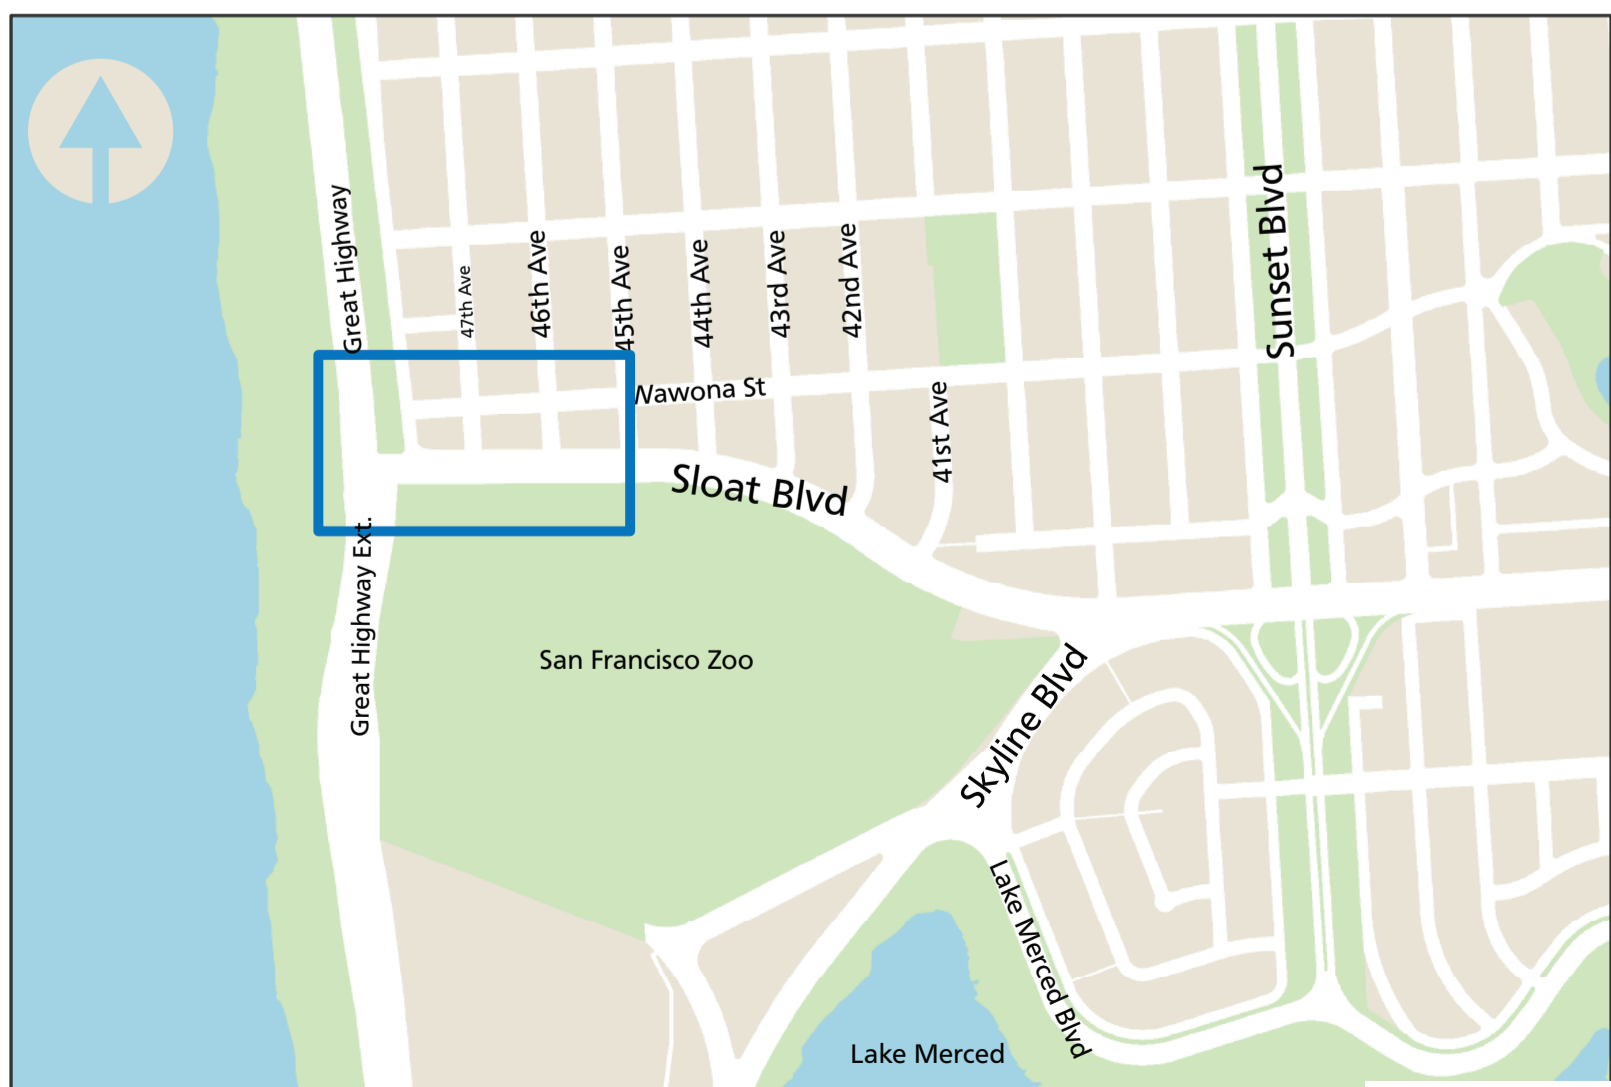 Great Highway
47th Ave
46th Ave
45th Ave
44th Ave
43rd Ave
42nd Ave
Sunset Blvd
Wawona St
41st Ave
Sloat Blvd
Great Highway Ext.
San Francisco Zoo
Skyline Blvd
Lake Merced Blvd
Lake Merced